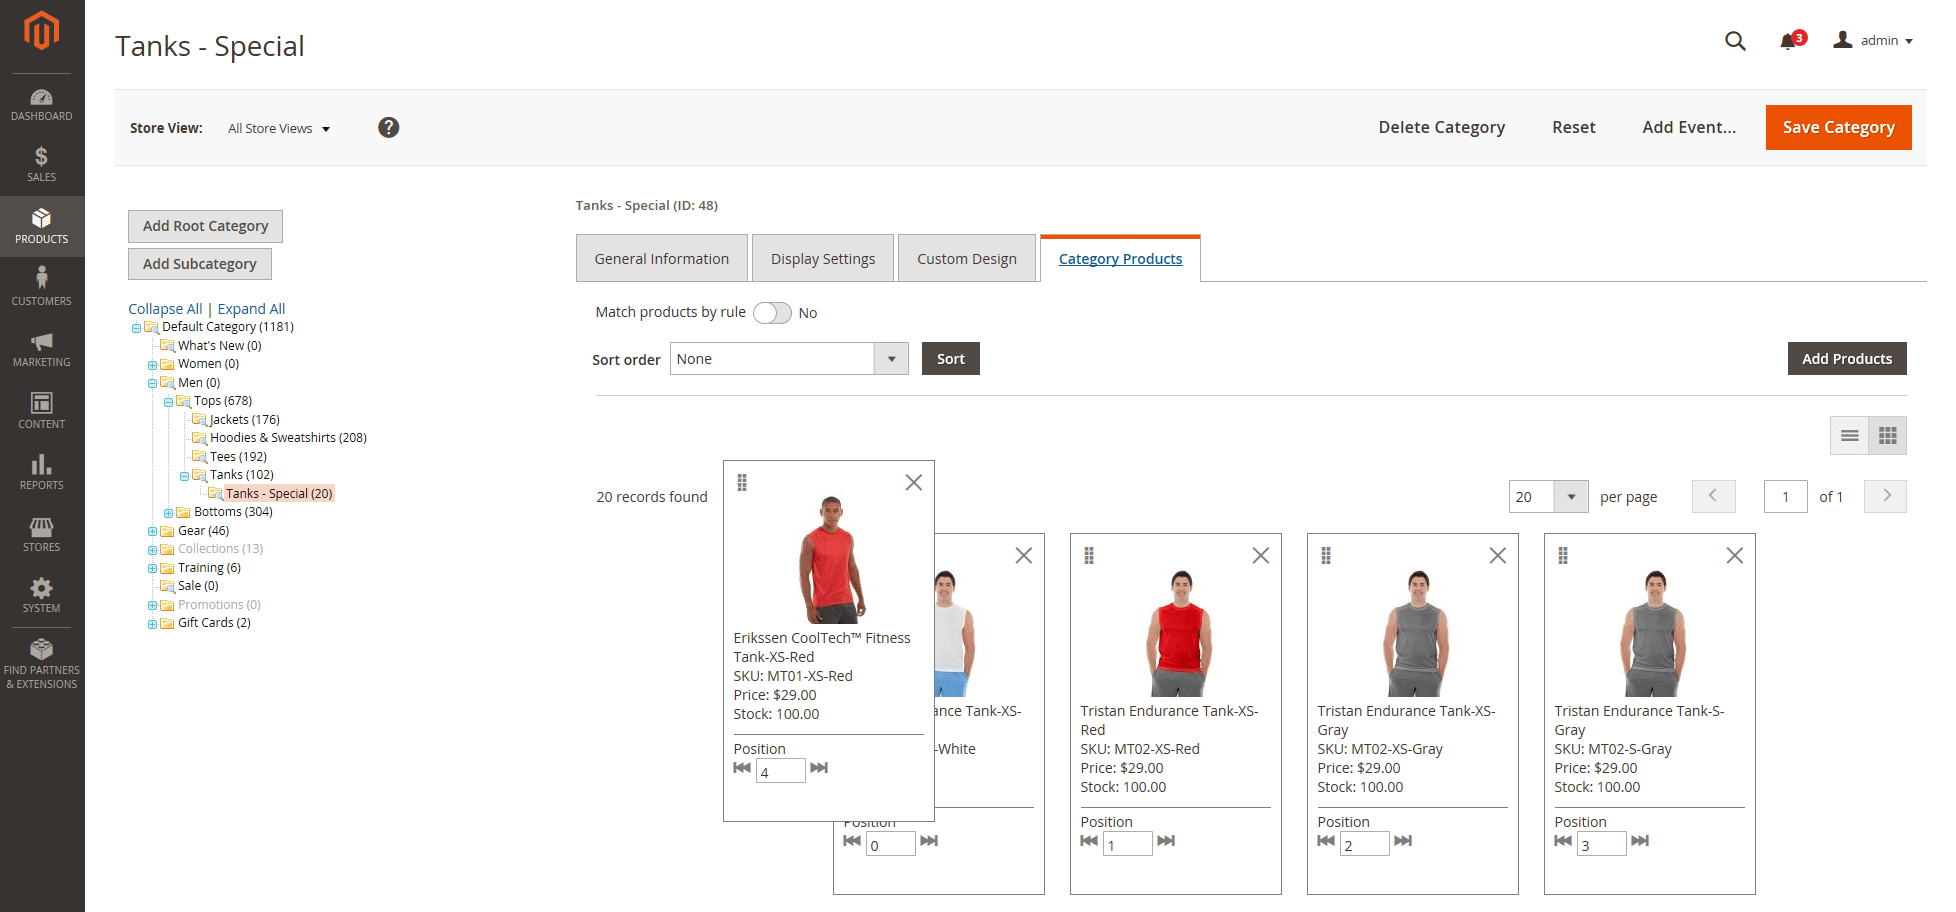 Tanks - Special
3
admin
Store View:
All Store Views
?
Delete Category
Reset
Add Event...
Save Category
DASHBOARD
SALES
PRODUCTS
CUSTOMERS
MARKETING
CONTENT
REPORTS
STORES
SYSTEM
FIND PARTNERS
& EXTENSIONS
Add Root Category
Add Subcategory
Collapse All | Expand All
Default Category (1181)
What's New (0)
Women (0)
Men (0)
Tops (678)
Jackets (176)
Hoodies & Sweatshirts (208)
Tees (192)
Tanks (102)
Tanks - Special (20)
Bottoms (304)
Gear (46)
Collections (13)
Training (6)
Sale (0)
Promotions (0)
Gift Cards (2)
Tanks - Special (ID: 48)
General Information
Display Settings
Custom Design
Category Products
Match products by rule
No
Sort order
None
Sort
Add Products
20 records found
20
per page
1
of 1
Erikssen CoolTech™ Fitness
Tank-XS-Red
SKU: MT01-XS-Red
Price: $29.00
Stock: 100.00
Position
4
ance Tank-XS-
-White
Position
0
Tristan Endurance Tank-XS-
Red
SKU: MT02-XS-Red
Price: $29.00
Stock: 100.00
Position
1
Tristan Endurance Tank-XS-
Gray
SKU: MT02-XS-Gray
Price: $29.00
Stock: 100.00
Position
2
Tristan Endurance Tank-S-
Gray
SKU: MT02-S-Gray
Price: $29.00
Stock: 100.00
Position
3